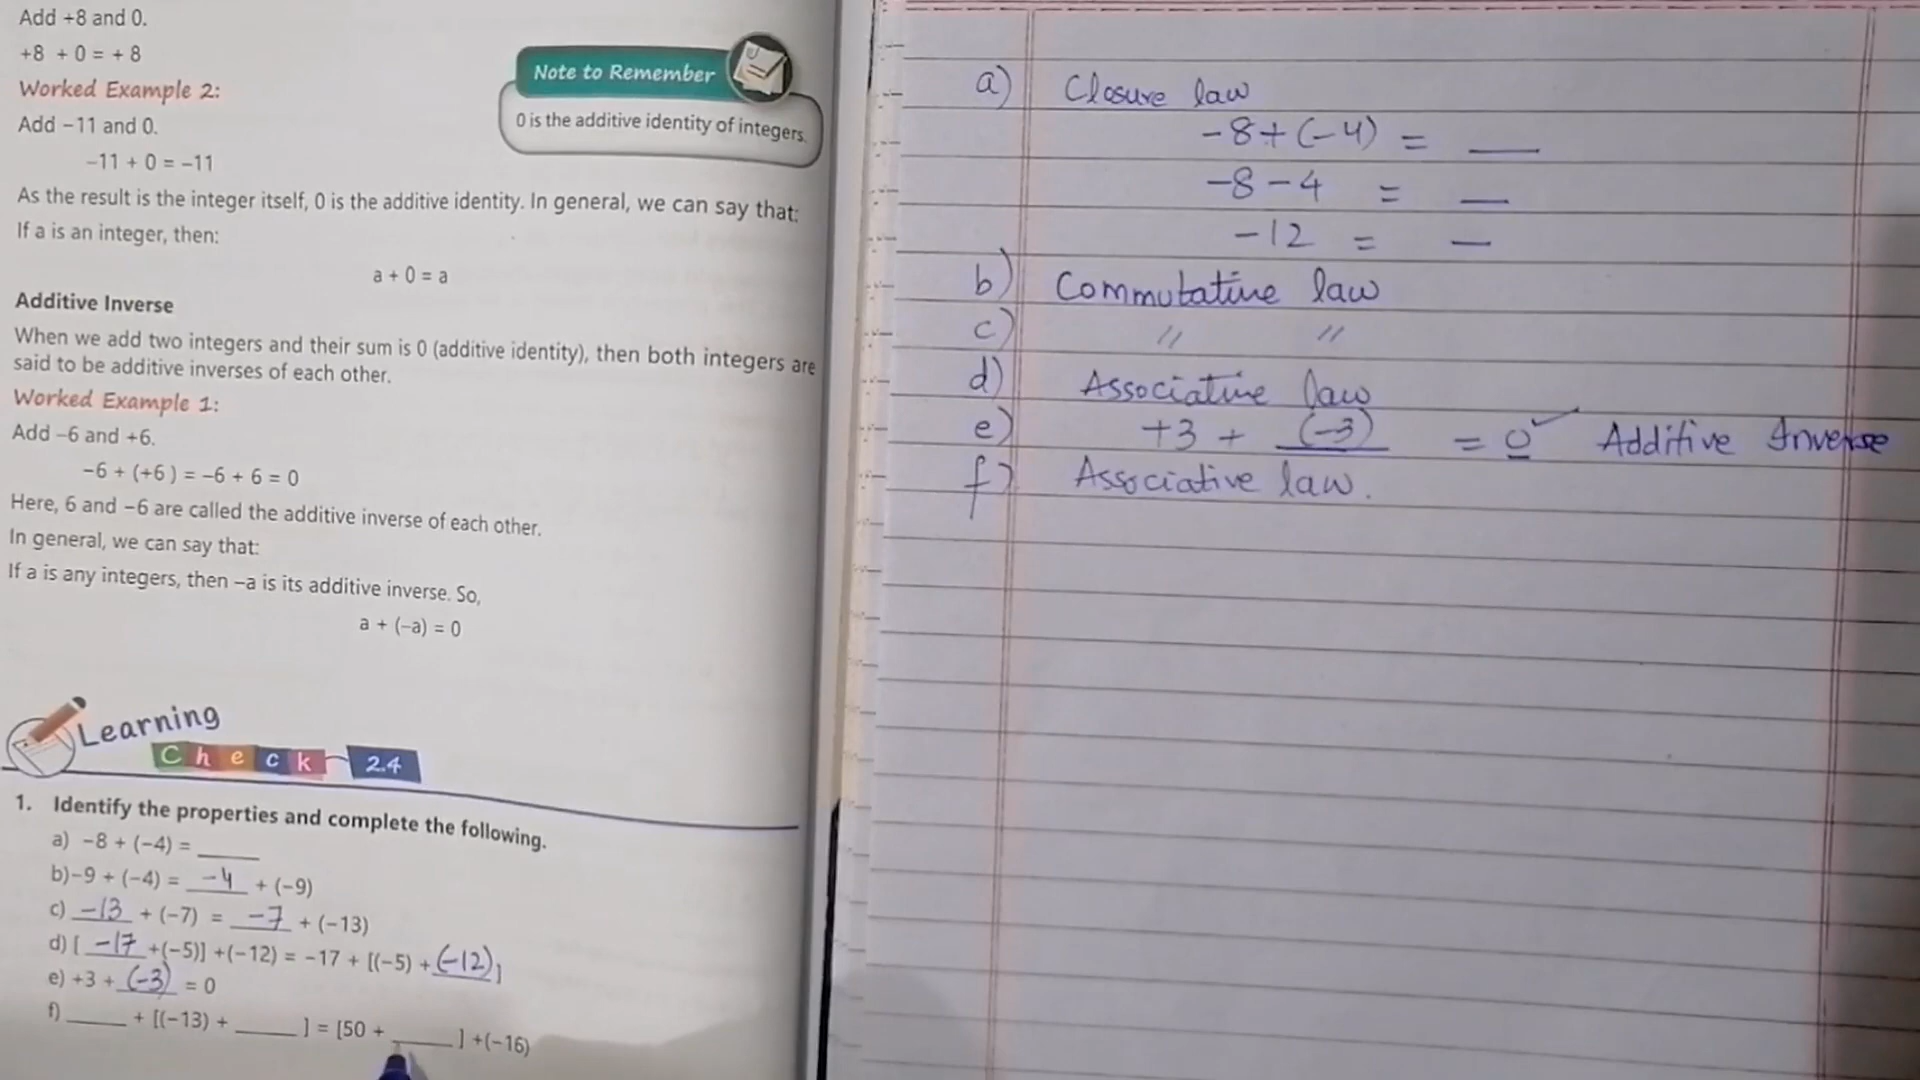 Add +8 and 0.
+8 + 0 = + 8
Worked Example 2:
Add −11 and 0.
−11 + 0 = −11
Note to Remember
0 is the additive identity of integers.
As the result is the integer itself, 0 is the additive identity. In general, we can say that:
If a is an integer, then:
a + 0 = a
Additive Inverse
When we add two integers and their sum is 0 (additive identity), then both integers are
said to be additive inverses of each other.
Worked Example 1:
Add −6 and +6.
−6 + (+6 ) = −6 + 6 = 0
Here, 6 and −6 are called the additive inverse of each other.
In general, we can say that:
If a is any integers, then −a is its additive inverse. So,
a + (−a) = 0
Learning
Check 2.4
1. Identify the properties and complete the following.
a) −8 + (−4) = ____
b)−9 + (−4) = −4 + (−9)
c) −13 + (−7) = −7 + (−13)
d) [ −17 +(−5)] +(−12) = −17 + [(−5) + (−12) ]
e) +3 + (−3) = 0
f) ____ + [(−13) + ____ ] = [50 + ____ ] +(−16)
a) Closure law
−8+(−4) = ___
−8−4 = __
−12 = __
b) Commutative law
c) // //
d) Associative law
e) +3 + (−3) = 0 ✓ Additive Inverse
f) Associative law.